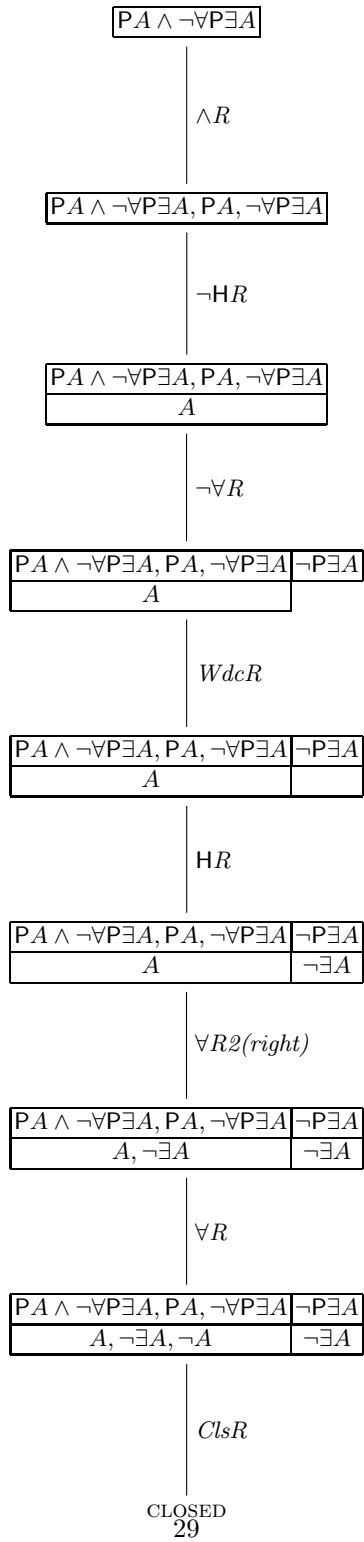 PA ∧ ¬∀P∃A
∧R
PA ∧ ¬∀P∃A, PA, ¬∀P∃A
¬HR
PA ∧ ¬∀P∃A, PA, ¬∀P∃A
A
¬∀R
PA ∧ ¬∀P∃A, PA, ¬∀P∃A ¬P∃A
A
WdcR
PA ∧ ¬∀P∃A, PA, ¬∀P∃A ¬P∃A
A
HR
PA ∧ ¬∀P∃A, PA, ¬∀P∃A ¬P∃A
A ¬∃A
∀R2(right)
PA ∧ ¬∀P∃A, PA, ¬∀P∃A ¬P∃A
A, ¬∃A ¬∃A
∀R
PA ∧ ¬∀P∃A, PA, ¬∀P∃A ¬P∃A
A, ¬∃A, ¬A ¬∃A
ClsR
CLOSED
29